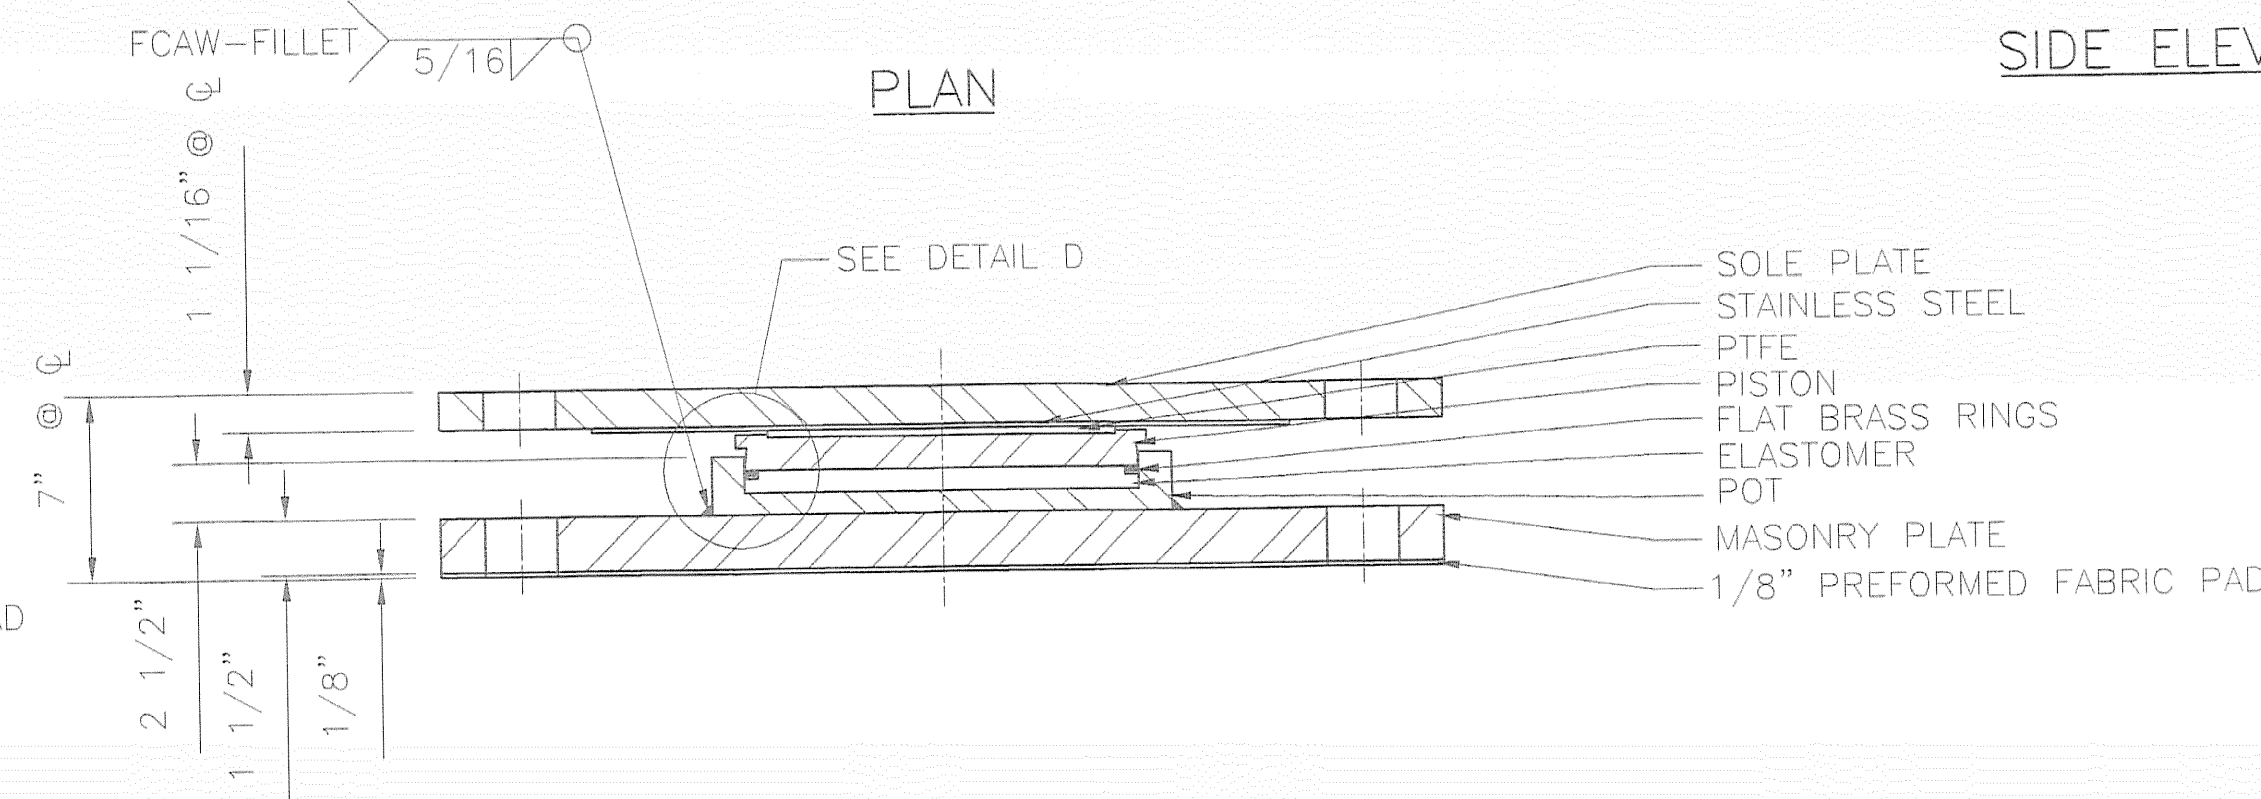 FCAW-FILLET
5/16
PLAN
SIDE ELEV
1 1/16" @ ℄
SEE DETAIL D
7" @ ℄
SOLE PLATE
STAINLESS STEEL
PTFE
PISTON
FLAT BRASS RINGS
ELASTOMER
POT
MASONRY PLATE
1/8" PREFORMED FABRIC PAD
AD
2 1/2"
1 1/2"
1/8"